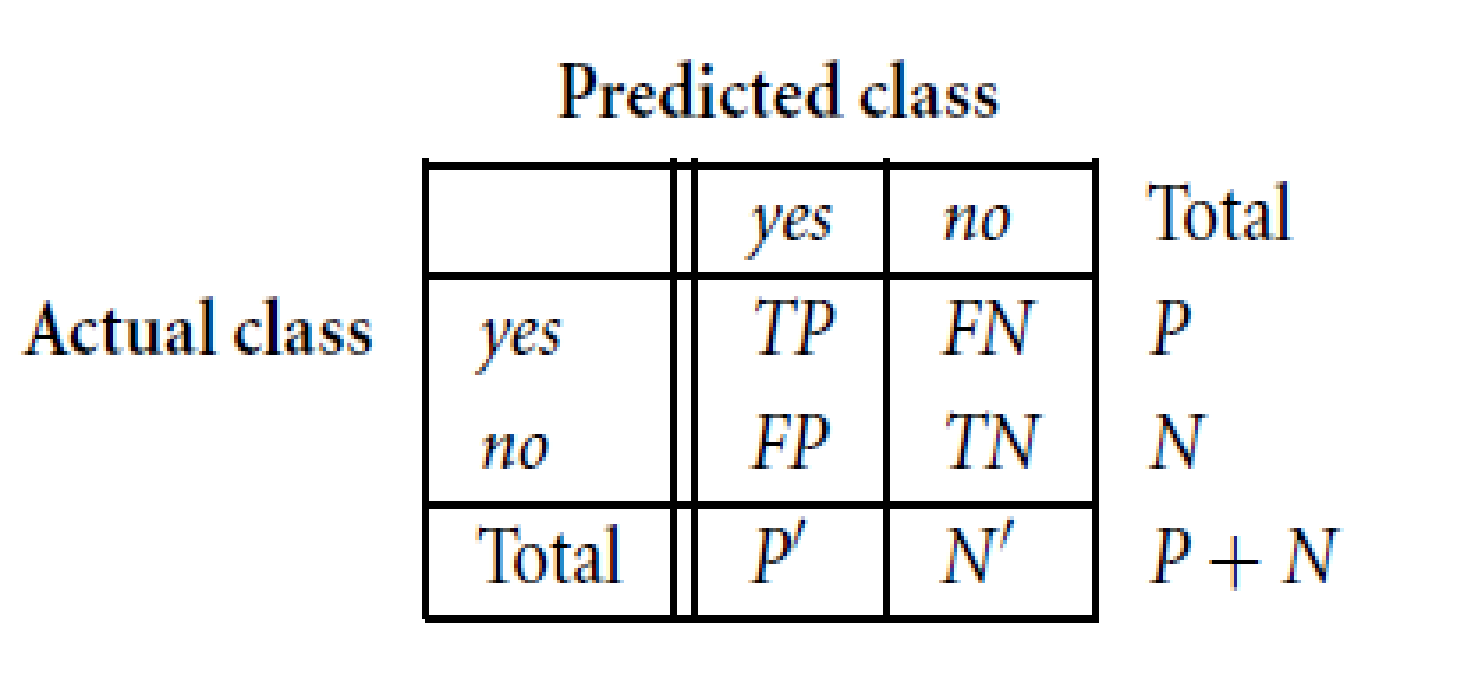 Predicted class
yes no Total
Actual class yes TP FN P
no FP TN N
Total P′ N′ P + N